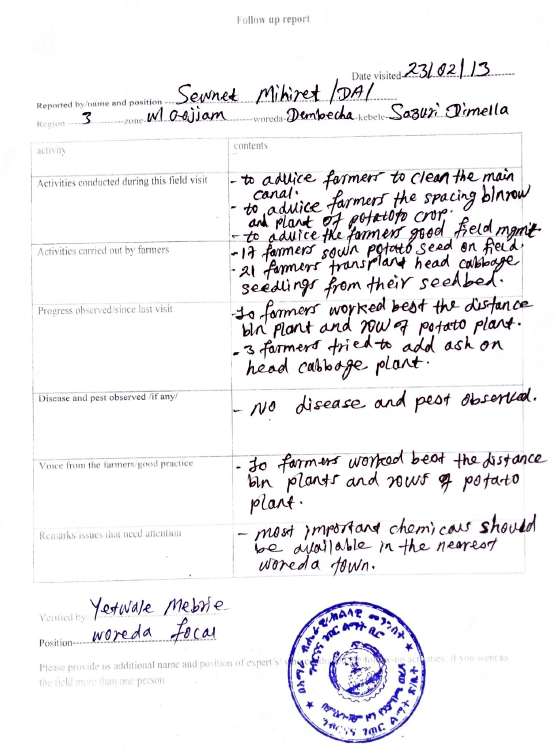 Follow up report
Date visited 23/02/13
Reported by/name and position Sewnet Mihiret /DA/
Region 3 zone w/Gojjam woreda Dembecha kebele Sazuri Dimella
activity contents
Activities conducted during this field visit
- to advice farmers to clean the main
canal.
- to advice farmers the spacing b/n row
and plant of potatoto crop.
- to advice the farmers good field mgmt.
Activities carried out by farmers
- 17 farmers sown potato seed on field.
- 21 farmers transplant head cabbage
seedlings from their seedbed.
Progress observed/since last visit
- 10 farmers worked best the distance
b/n plant and row of potato plant.
- 3 farmers tried to add ash on
head cabbage plant.
Disease and pest observed /if any/
- No disease and pest observed.
Voice from the farmers/good practice
- 10 farmers worked best the distance
b/n plants and rows of potato
plant.
Remarks issues that need attention
- most important chemicals should
be available in the nearest
woreda town.
Verified by Yetwale Mebrie
Position woreda focal
Please provide us additional name and position of expert's if you went to
the field more than one person